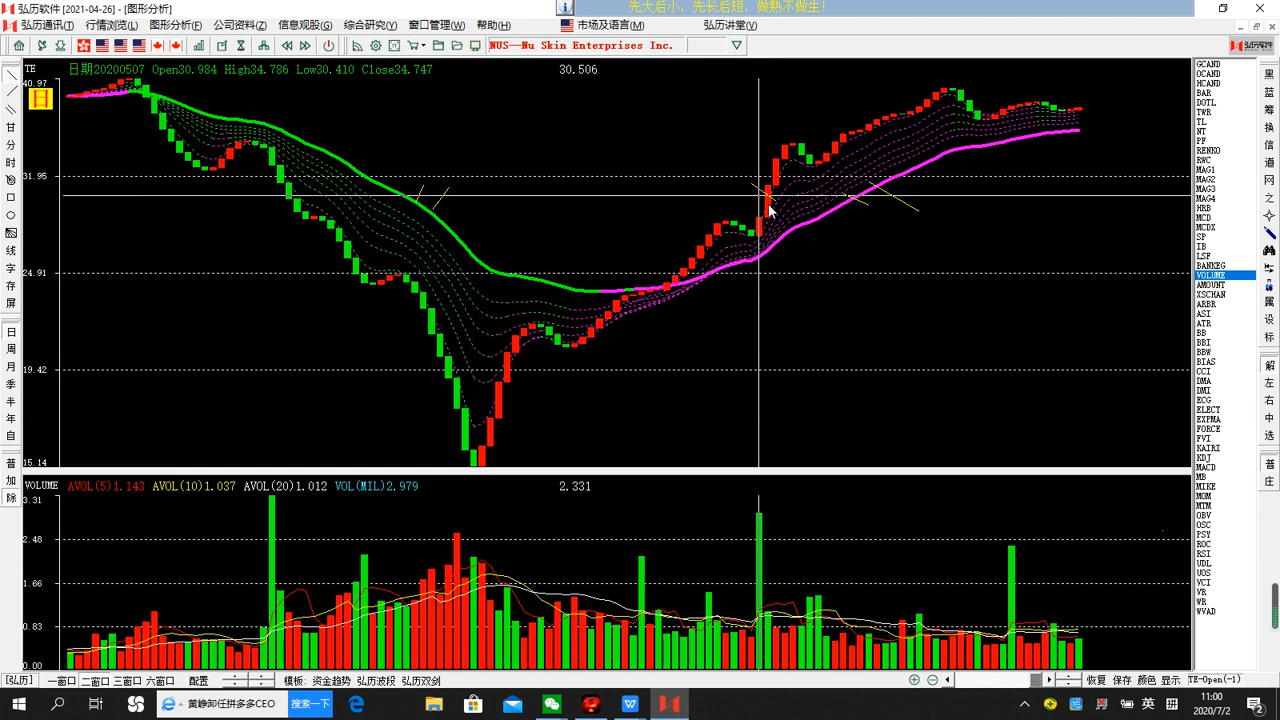 弘历软件 [2021-04-26] - [图形分析]
先大后小、先长后短、做熟不做生!
弘历通讯(T) 行情浏览(L) 图形分析(F) 公司资料(Z) 信息观股(G) 综合研究(Y) 窗口管理(W) 帮助(H) 市场及语言(M) 弘历讲堂(V)
NUS--Nu Skin Enterprises Inc.
弘历软件
TE 日期20200507 Open30.984 High34.786 Low30.410 Close34.747 30.506
40.97
日
31.95
24.91
19.42
15.14
VOLUME AVOL(5)1.143 AVOL(10)1.037 AVOL(20)1.012 VOL(MIL)2.979 2.331
3.31
2.48
1.66
0.83
0.00
甘
分
时
线
字
存
屏
日
周
月
季
半
年
自
普
加
除
GCAND
OCAND
HCAND
BAR
DOTL
TWR
TL
NT
PF
RENKO
RWC
MAG1
MAG2
MAG3
MAG4
HRB
MCD
MCDX
SP
IB
LSF
BANKEG
VOLUME
AMOUNT
XSCHAN
ARBR
ASI
ATR
BB
BBI
BBW
BIAS
CCI
DMA
DMI
ECG
ELECT
EXPMA
FORCE
FVI
KAIRI
KDJ
MACD
MB
MIKE
MOM
MTM
OBV
OSC
PSY
ROC
RSI
UDL
UOS
VCI
VR
WR
WVAD
黑
蓝
筹
换
信
道
网
之
属
设
标
解
左
右
中
选
普
庄
[弘历] 一窗口 二窗口 三窗口 六窗口 配置 模板: 资金趋势 弘历波段 弘历双剑 恢复 保存 颜色 显示 TE-Open(-1)
黄峥卸任拼多多CEO 搜索一下
英
11:00
2020/7/2
2